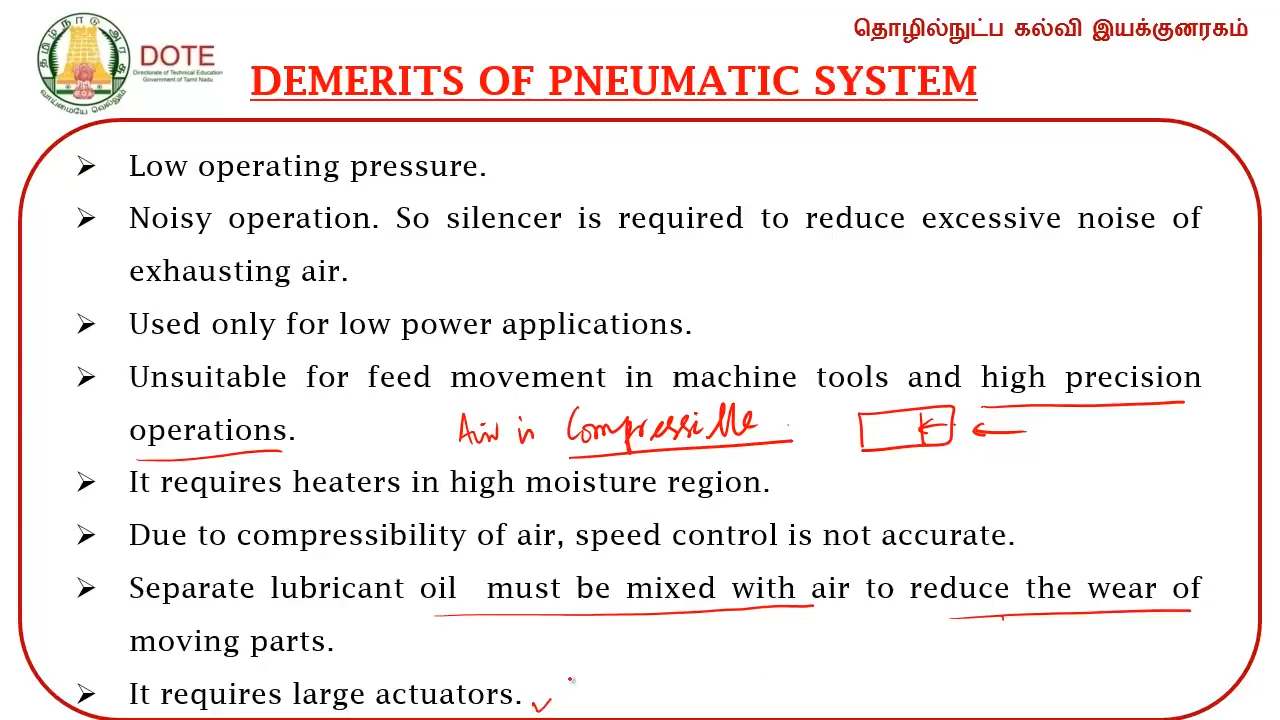 தொழில்நுட்ப கல்வி இயக்குனரகம்
தமிழ்நாடு அரசு
வாய்மையே வெல்லும்
DOTE
Directorate of Technical Education
Government of Tamil Nadu
DEMERITS OF PNEUMATIC SYSTEM
➢ Low operating pressure.
➢ Noisy operation. So silencer is required to reduce excessive noise of
exhausting air.
➢ Used only for low power applications.
➢ Unsuitable for feed movement in machine tools and high precision
operations.
Air is Compressible
➢ It requires heaters in high moisture region.
➢ Due to compressibility of air, speed control is not accurate.
➢ Separate lubricant oil must be mixed with air to reduce the wear of
moving parts.
➢ It requires large actuators.